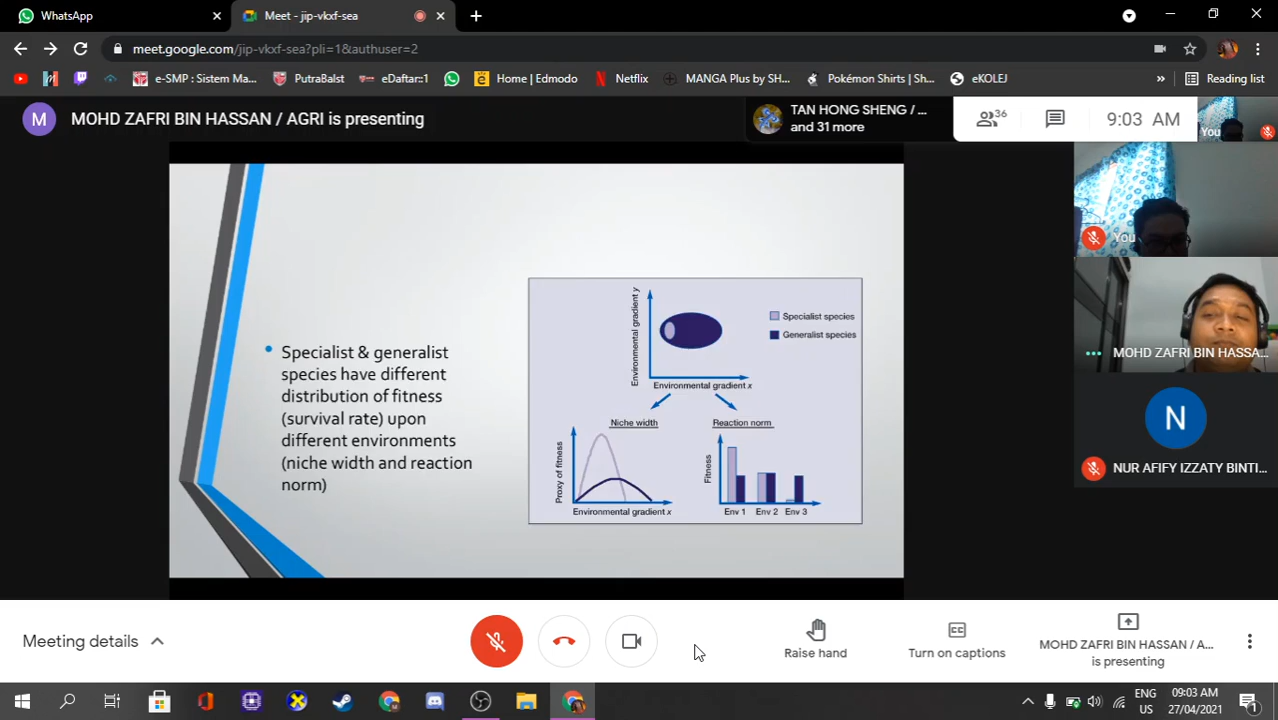 WhatsApp
Meet - jip-vkxf-sea
meet.google.com/jip-vkxf-sea?pli=1&authuser=2
e-SMP : Sistem Ma...
PutraBalst
eDaftar::1
Home | Edmodo
Netflix
MANGA Plus by SH...
Pokémon Shirts | Sh...
eKOLEJ
»
Reading list
M
MOHD ZAFRI BIN HASSAN / AGRI is presenting
TAN HONG SHENG / ...
and 31 more
36
9:03 AM
You
You
MOHD ZAFRI BIN HASSA...
N
NUR AFIFY IZZATY BINTI...
• Specialist & generalist
species have different
distribution of fitness
(survival rate) upon
different environments
(niche width and reaction
norm)
Environmental gradient y
Environmental gradient x
Specialist species
Generalist species
Niche width
Reaction norm
Proxy of fitness
Environmental gradient x
Fitness
Env 1 Env 2 Env 3
Meeting details
Raise hand
Turn on captions
MOHD ZAFRI BIN HASSAN / A...
is presenting
ENG
US
09:03 AM
27/04/2021
1